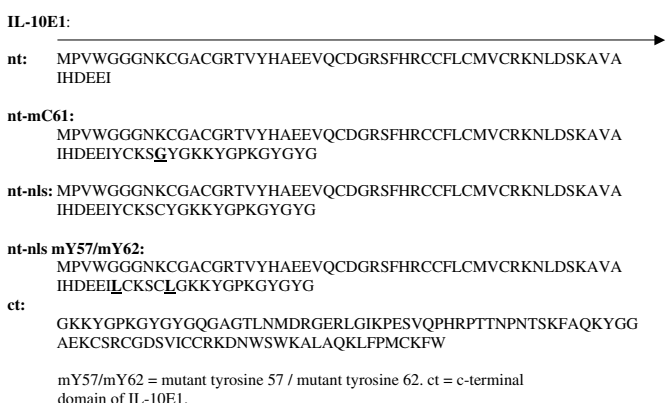 IL-10E1:
nt: MPVWGGGNKCGACGRTVYHAEEVQCDGRSFHRCCFLCMVCRKNLDSKAVA
IHDEEI
nt-mC61:
MPVWGGGNKCGACGRTVYHAEEVQCDGRSFHRCCFLCMVCRKNLDSKAVA
IHDEEIYCKSGYGKKYGPKGYGYG
nt-nls: MPVWGGGNKCGACGRTVYHAEEVQCDGRSFHRCCFLCMVCRKNLDSKAVA
IHDEEIYCKSCYGKKYGPKGYGYG
nt-nls mY57/mY62:
MPVWGGGNKCGACGRTVYHAEEVQCDGRSFHRCCFLCMVCRKNLDSKAVA
IHDEEILCKSCLGKKYGPKGYGYG
ct:
GKKYGPKGYGYGQGAGTLNMDRGERLGIKPESVQPHRPTTNPNTSKFAQKYGG
AEKCSRCGDSVICCRKDNWSWKALAQKLFPMCKFW
mY57/mY62 = mutant tyrosine 57 / mutant tyrosine 62. ct = c-terminal
domain of IL-10E1.